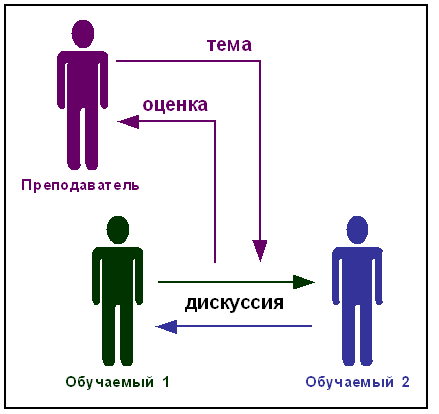 тема
оценка
Преподаватель
дискуссия
Обучаемый 1
Обучаемый 2